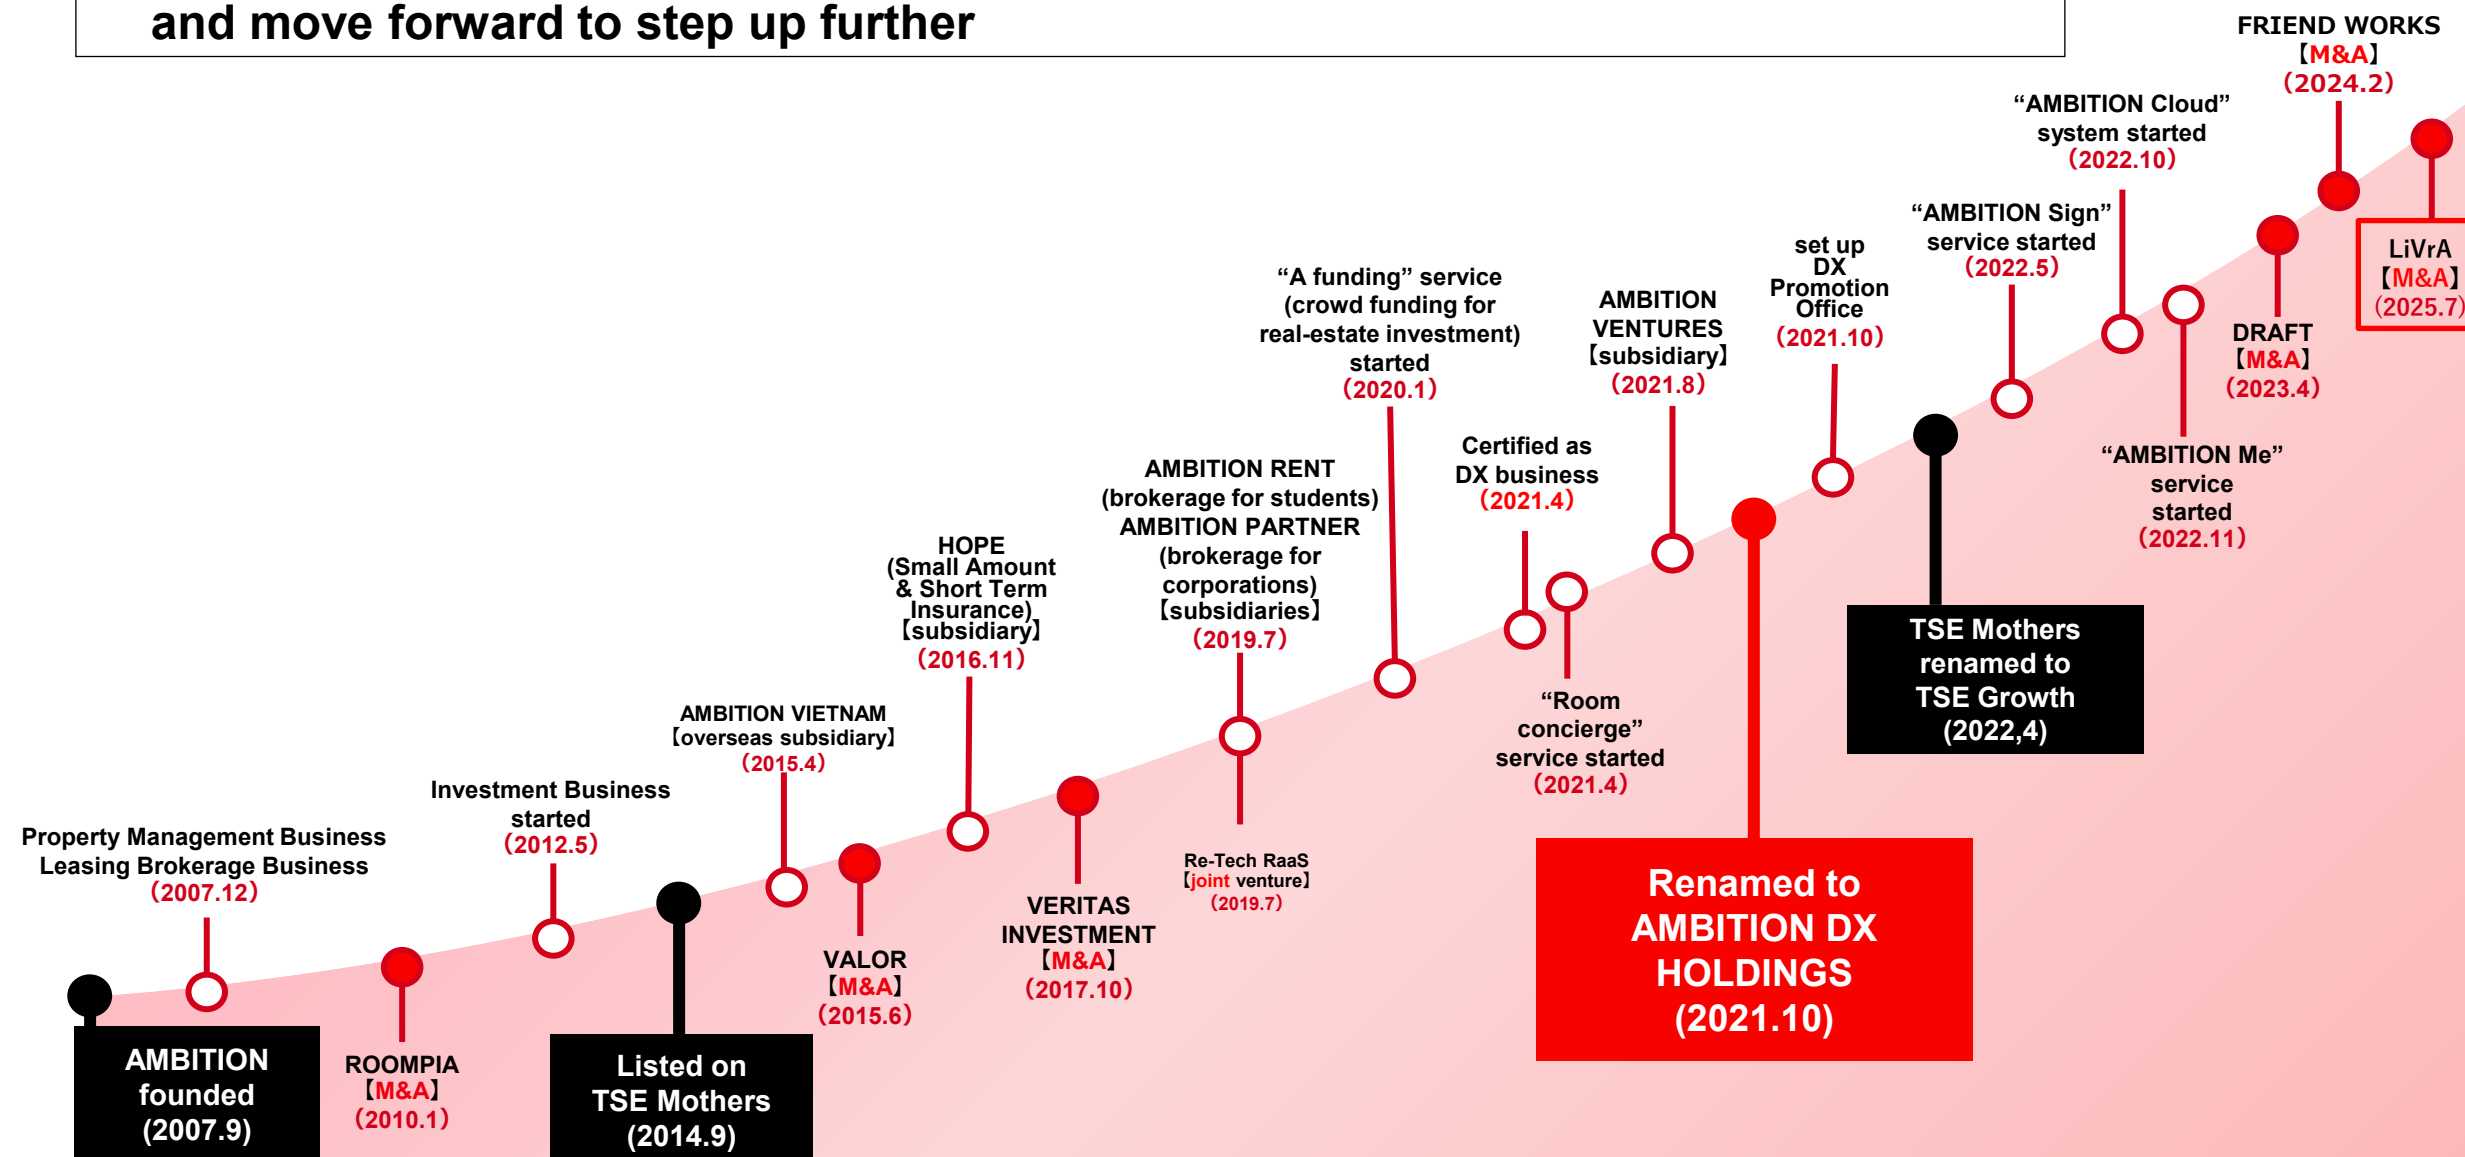 and move forward to step up further
Property Management Business
Leasing Brokerage Business
（2007.12）
AMBITION
founded
(2007.9)
ROOMPIA
【M&A】
（2010.1）
Investment Business
started
（2012.5）
Listed on
TSE Mothers
(2014.9)
AMBITION VIETNAM
【overseas subsidiary】
（2015.4）
VALOR
【M&A】
（2015.6）
HOPE
(Small Amount
& Short Term
Insurance)
【subsidiary】
（2016.11）
VERITAS
INVESTMENT
【M&A】
（2017.10）
AMBITION RENT
(brokerage for students)
AMBITION PARTNER
(brokerage for
corporations)
【subsidiaries】
（2019.7）
Re-Tech RaaS
【joint venture】
（2019.7）
“A funding” service
(crowd funding for
real-estate investment)
started
（2020.1）
Certified as
DX business
（2021.4）
“Room
concierge”
service started
（2021.4）
AMBITION
VENTURES
【subsidiary】
（2021.8）
Renamed to
AMBITION DX
HOLDINGS
(2021.10)
set up
DX
Promotion
Office
（2021.10）
TSE Mothers
renamed to
TSE Growth
(2022,4)
“AMBITION Sign”
service started
（2022.5）
“AMBITION Cloud”
system started
（2022.10）
“AMBITION Me”
service
started
（2022.11）
DRAFT
【M&A】
（2023.4）
FRIEND WORKS
【M&A】
（2024.2）
LiVrA
【M&A】
（2025.7）